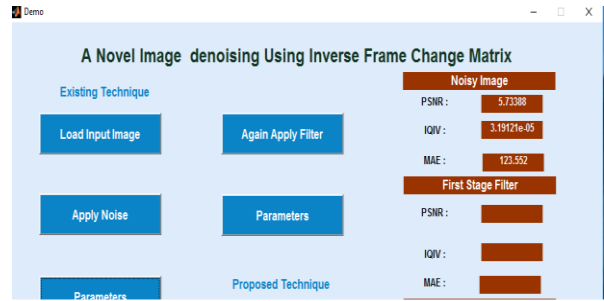 Demo
A Novel Image denoising Using Inverse Frame Change Matrix
Existing Technique
Load Input Image
Again Apply Filter
Apply Noise
Parameters
Parameters
Proposed Technique
Noisy Image
PSNR : 5.73388
IQIV : 3.19121e-05
MAE : 123.552
First Stage Filter
PSNR :
IQIV :
MAE :